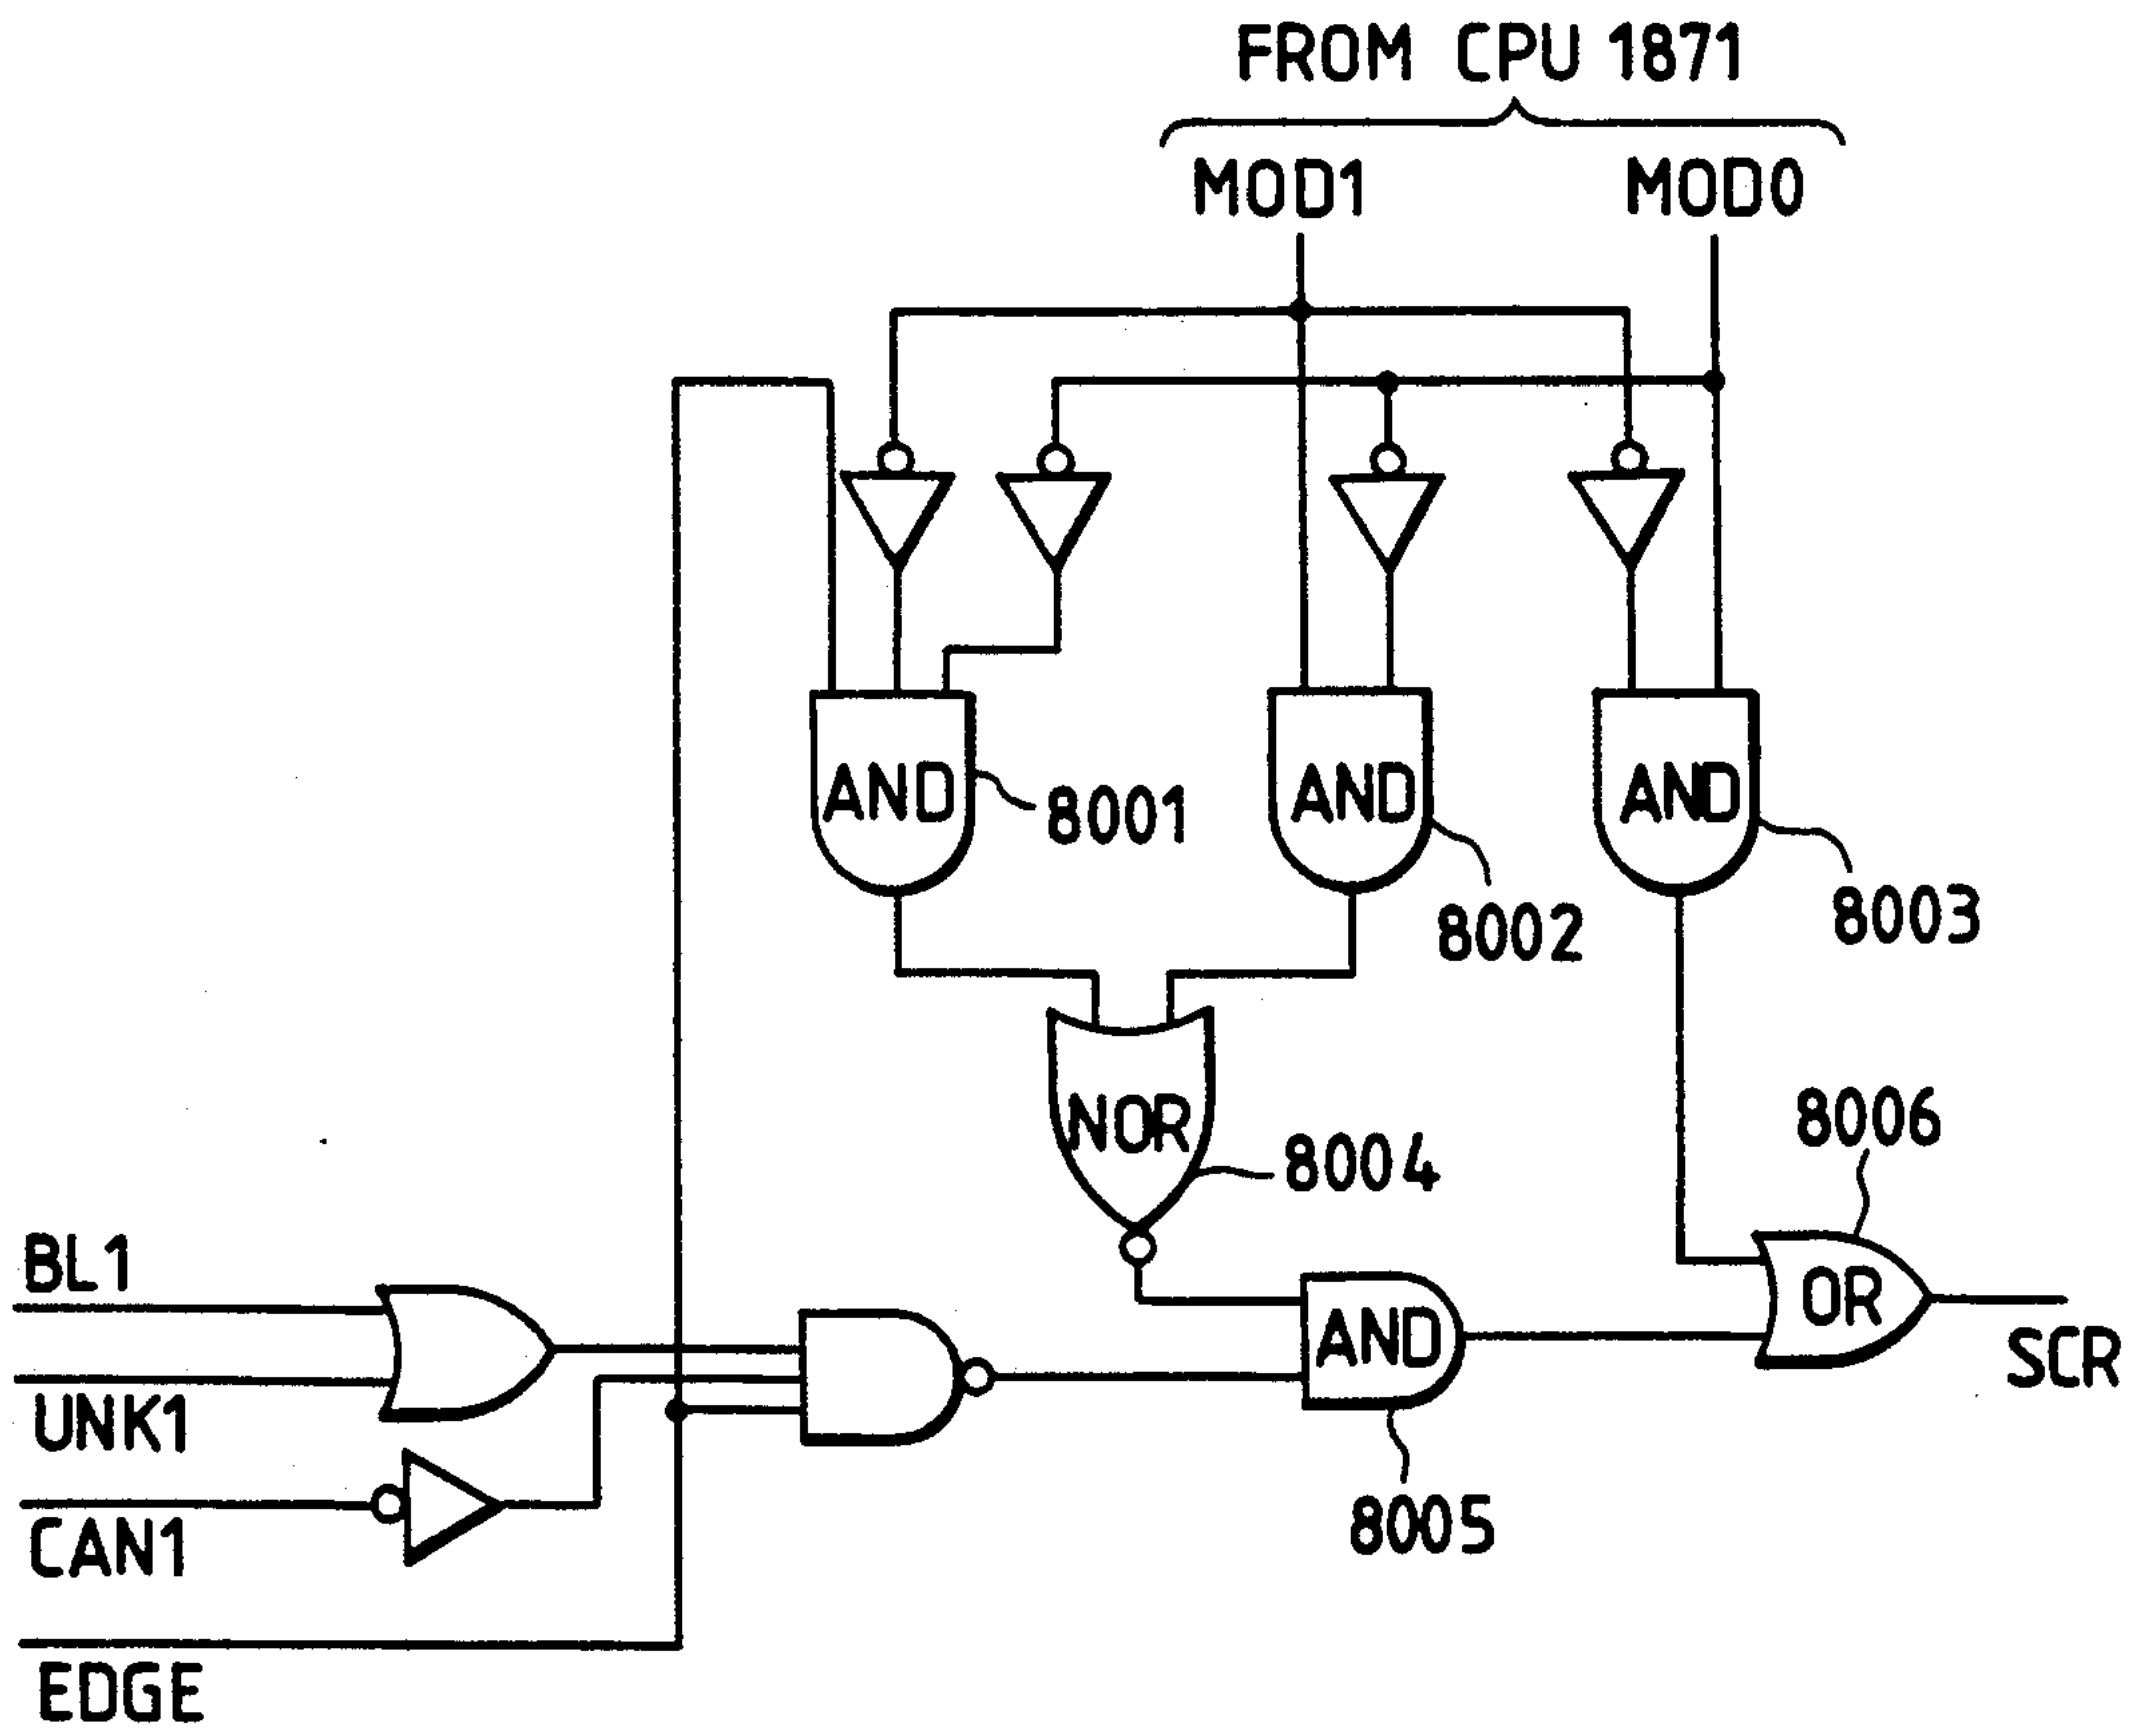 FROM CPU 1871
MOD1 MOD0
AND 8001
AND 8002
AND 8003
NOR 8004
8006
OR
SCR
BL1
UNK1
AND
8005
CAN1
EDGE